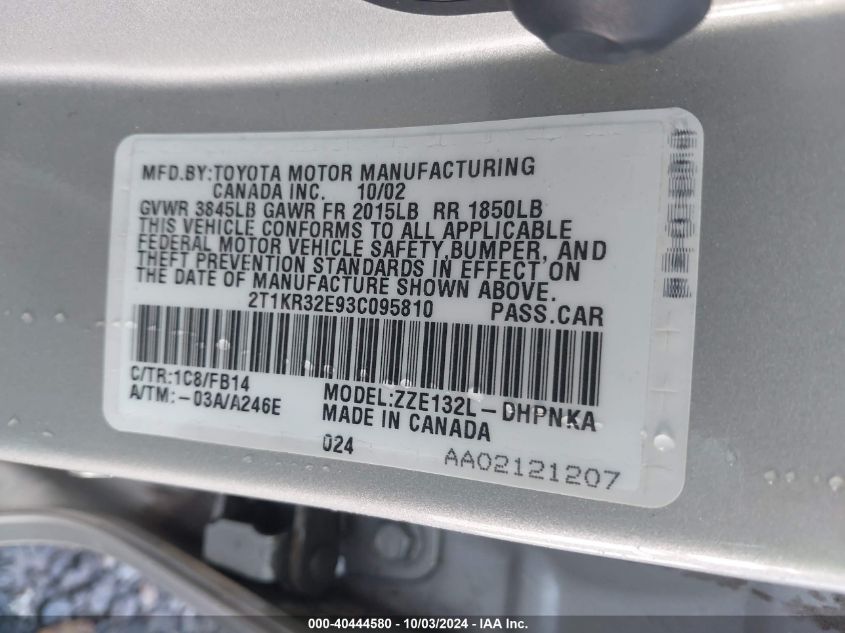 MFD.BY:TOYOTA MOTOR MANUFACTURING
CANADA INC. 10/02
GVWR 3845LB GAWR FR 2015LB RR 1850LB
THIS VEHICLE CONFORMS TO ALL APPLICABLE
FEDERAL MOTOR VEHICLE SAFETY,BUMPER, AND
THEFT PREVENTION STANDARDS IN EFFECT ON
THE DATE OF MANUFACTURE SHOWN ABOVE.
2T1KR32E93C095810 PASS.CAR
C/TR:1C8/FB14
A/TM:-03A/A246E
MODEL:ZZE132L-DHPNKA
MADE IN CANADA
024
AA02121207
000-40444580 - 10/03/2024 - IAA Inc.